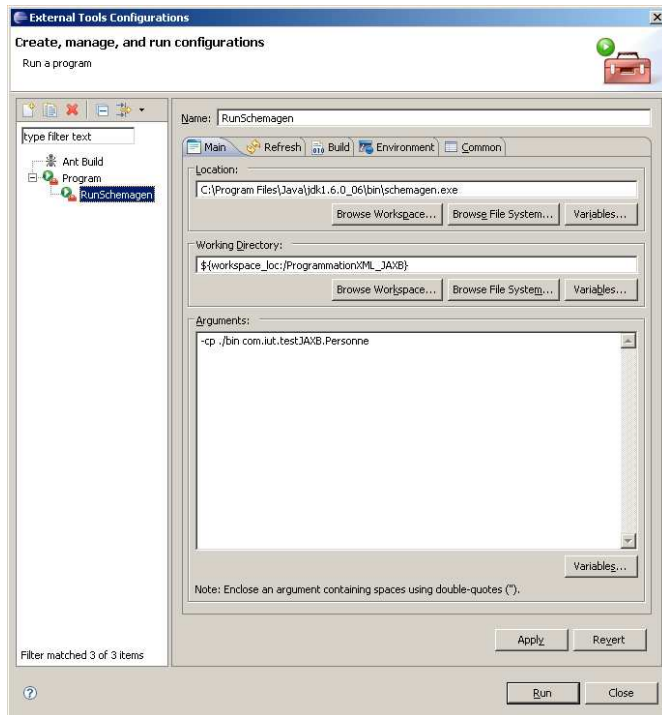 External Tools Configurations
Create, manage, and run configurations
Run a program
type filter text
Ant Build
Program
RunSchemagen
Filter matched 3 of 3 items
Name: RunSchemagen
Main Refresh Build Environment Common
Location:
C:\Program Files\Java\jdk1.6.0_06\bin\schemagen.exe
Browse Workspace... Browse File System... Variables...
Working Directory:
${workspace_loc:/ProgrammationXML_JAXB}
Browse Workspace... Browse File System... Variables...
Arguments:
-cp ./bin com.iut.testJAXB.Personne
Variables...
Note: Enclose an argument containing spaces using double-quotes (").
Apply Revert
Run Close